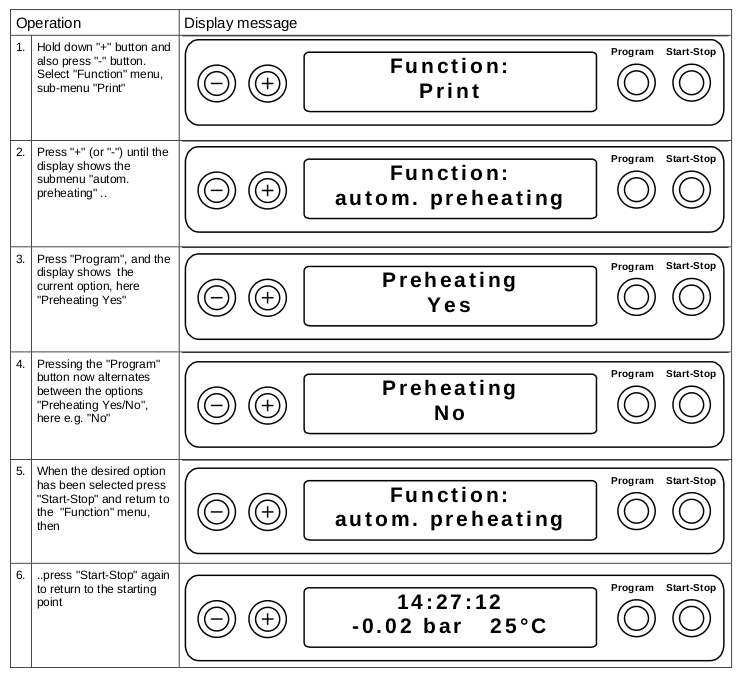 Operation
Display message
1.
Hold down "+" button and
also press "-" button.
Select "Function" menu,
sub-menu "Print"
Function:
Print
Program
Start-Stop
2.
Press "+" (or "-") until the
display shows the
submenu "autom.
preheating" ..
Function:
autom. preheating
Program
Start-Stop
3.
Press "Program", and the
display shows  the
current option, here
"Preheating Yes"
Preheating
Yes
Program
Start-Stop
4.
Pressing the "Program"
button now alternates
between the options
"Preheating Yes/No",
here e.g. "No"
Preheating
No
Program
Start-Stop
5.
When the desired option
has been selected press
"Start-Stop" and return to
the  "Function" menu,
then
Function:
autom. preheating
Program
Start-Stop
6.
..press "Start-Stop" again
to return to the starting
point
14:27:12
-0.02 bar   25°C
Program
Start-Stop